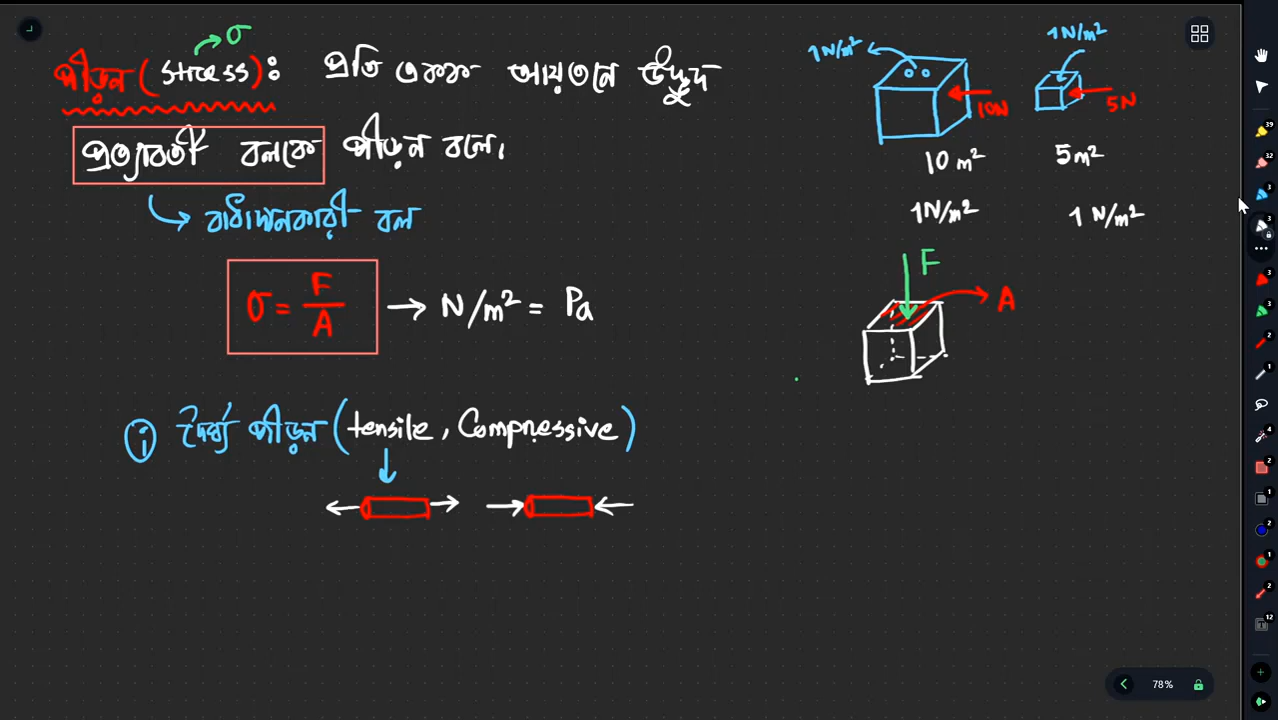 σ
পীড়ন (stress): প্রতি একক আয়তনে উদ্ভুদ
প্রত্যাবর্তী বলকে পীড়ন বলে।
বাধাদানকারী বল
σ = F/A → N/m² = Pa
i দৈর্ঘ্য পীড়ন (tensile, Compressive)
1N/m²
1N/m²
10N
5N
10 m²
5m²
1N/m²
1 N/m²
F
A
78%